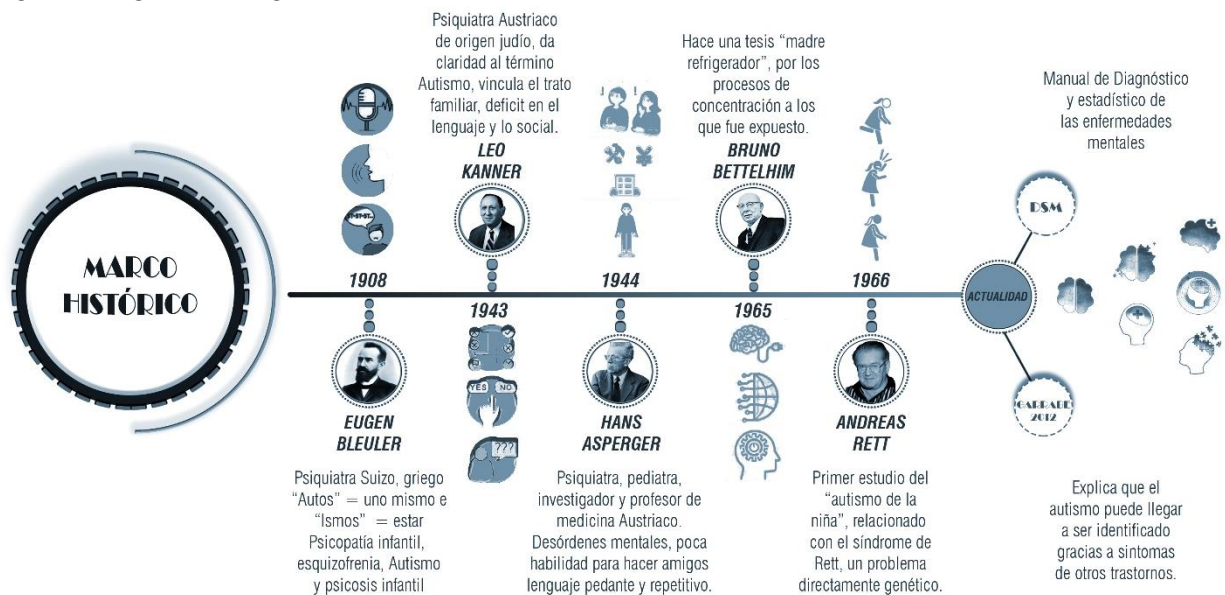 MARCO
HISTÓRICO
1908
EUGEN
BLEULER
Psiquiatra Suizo, griego
“Autos” = uno mismo e
“Ismos” = estar
Psicopatía infantil,
esquizofrenia, Autismo
y psicosis infantil
Psiquiatra Austriaco
de origen judío, da
claridad al término
Autismo, vincula el trato
familiar, deficit en el
lenguaje y lo social.
LEO
KANNER
1943
YES NO
???
1944
HANS
ASPERGER
Psiquiatra, pediatra,
investigador y profesor de
medicina Austriaco.
Desórdenes mentales, poca
habilidad para hacer amigos
lenguaje pedante y repetitivo.
Hace una tesis “madre
refrigerador”, por los
procesos de
concentración a los
que fue expuesto.
BRUNO
BETTELHIM
1965
1966
ANDREAS
RETT
Primer estudio del
“autismo de la
niña”, relacionado
con el síndrome de
Rett, un problema
directamente genético.
ACTUALIDAD
Manual de Diagnóstico
y estadístico de
las enfermedades
mentales
DSM
GARRABE
2012
Explica que el
autismo puede llegar
a ser identificado
gracias a sintomas
de otros trastornos.